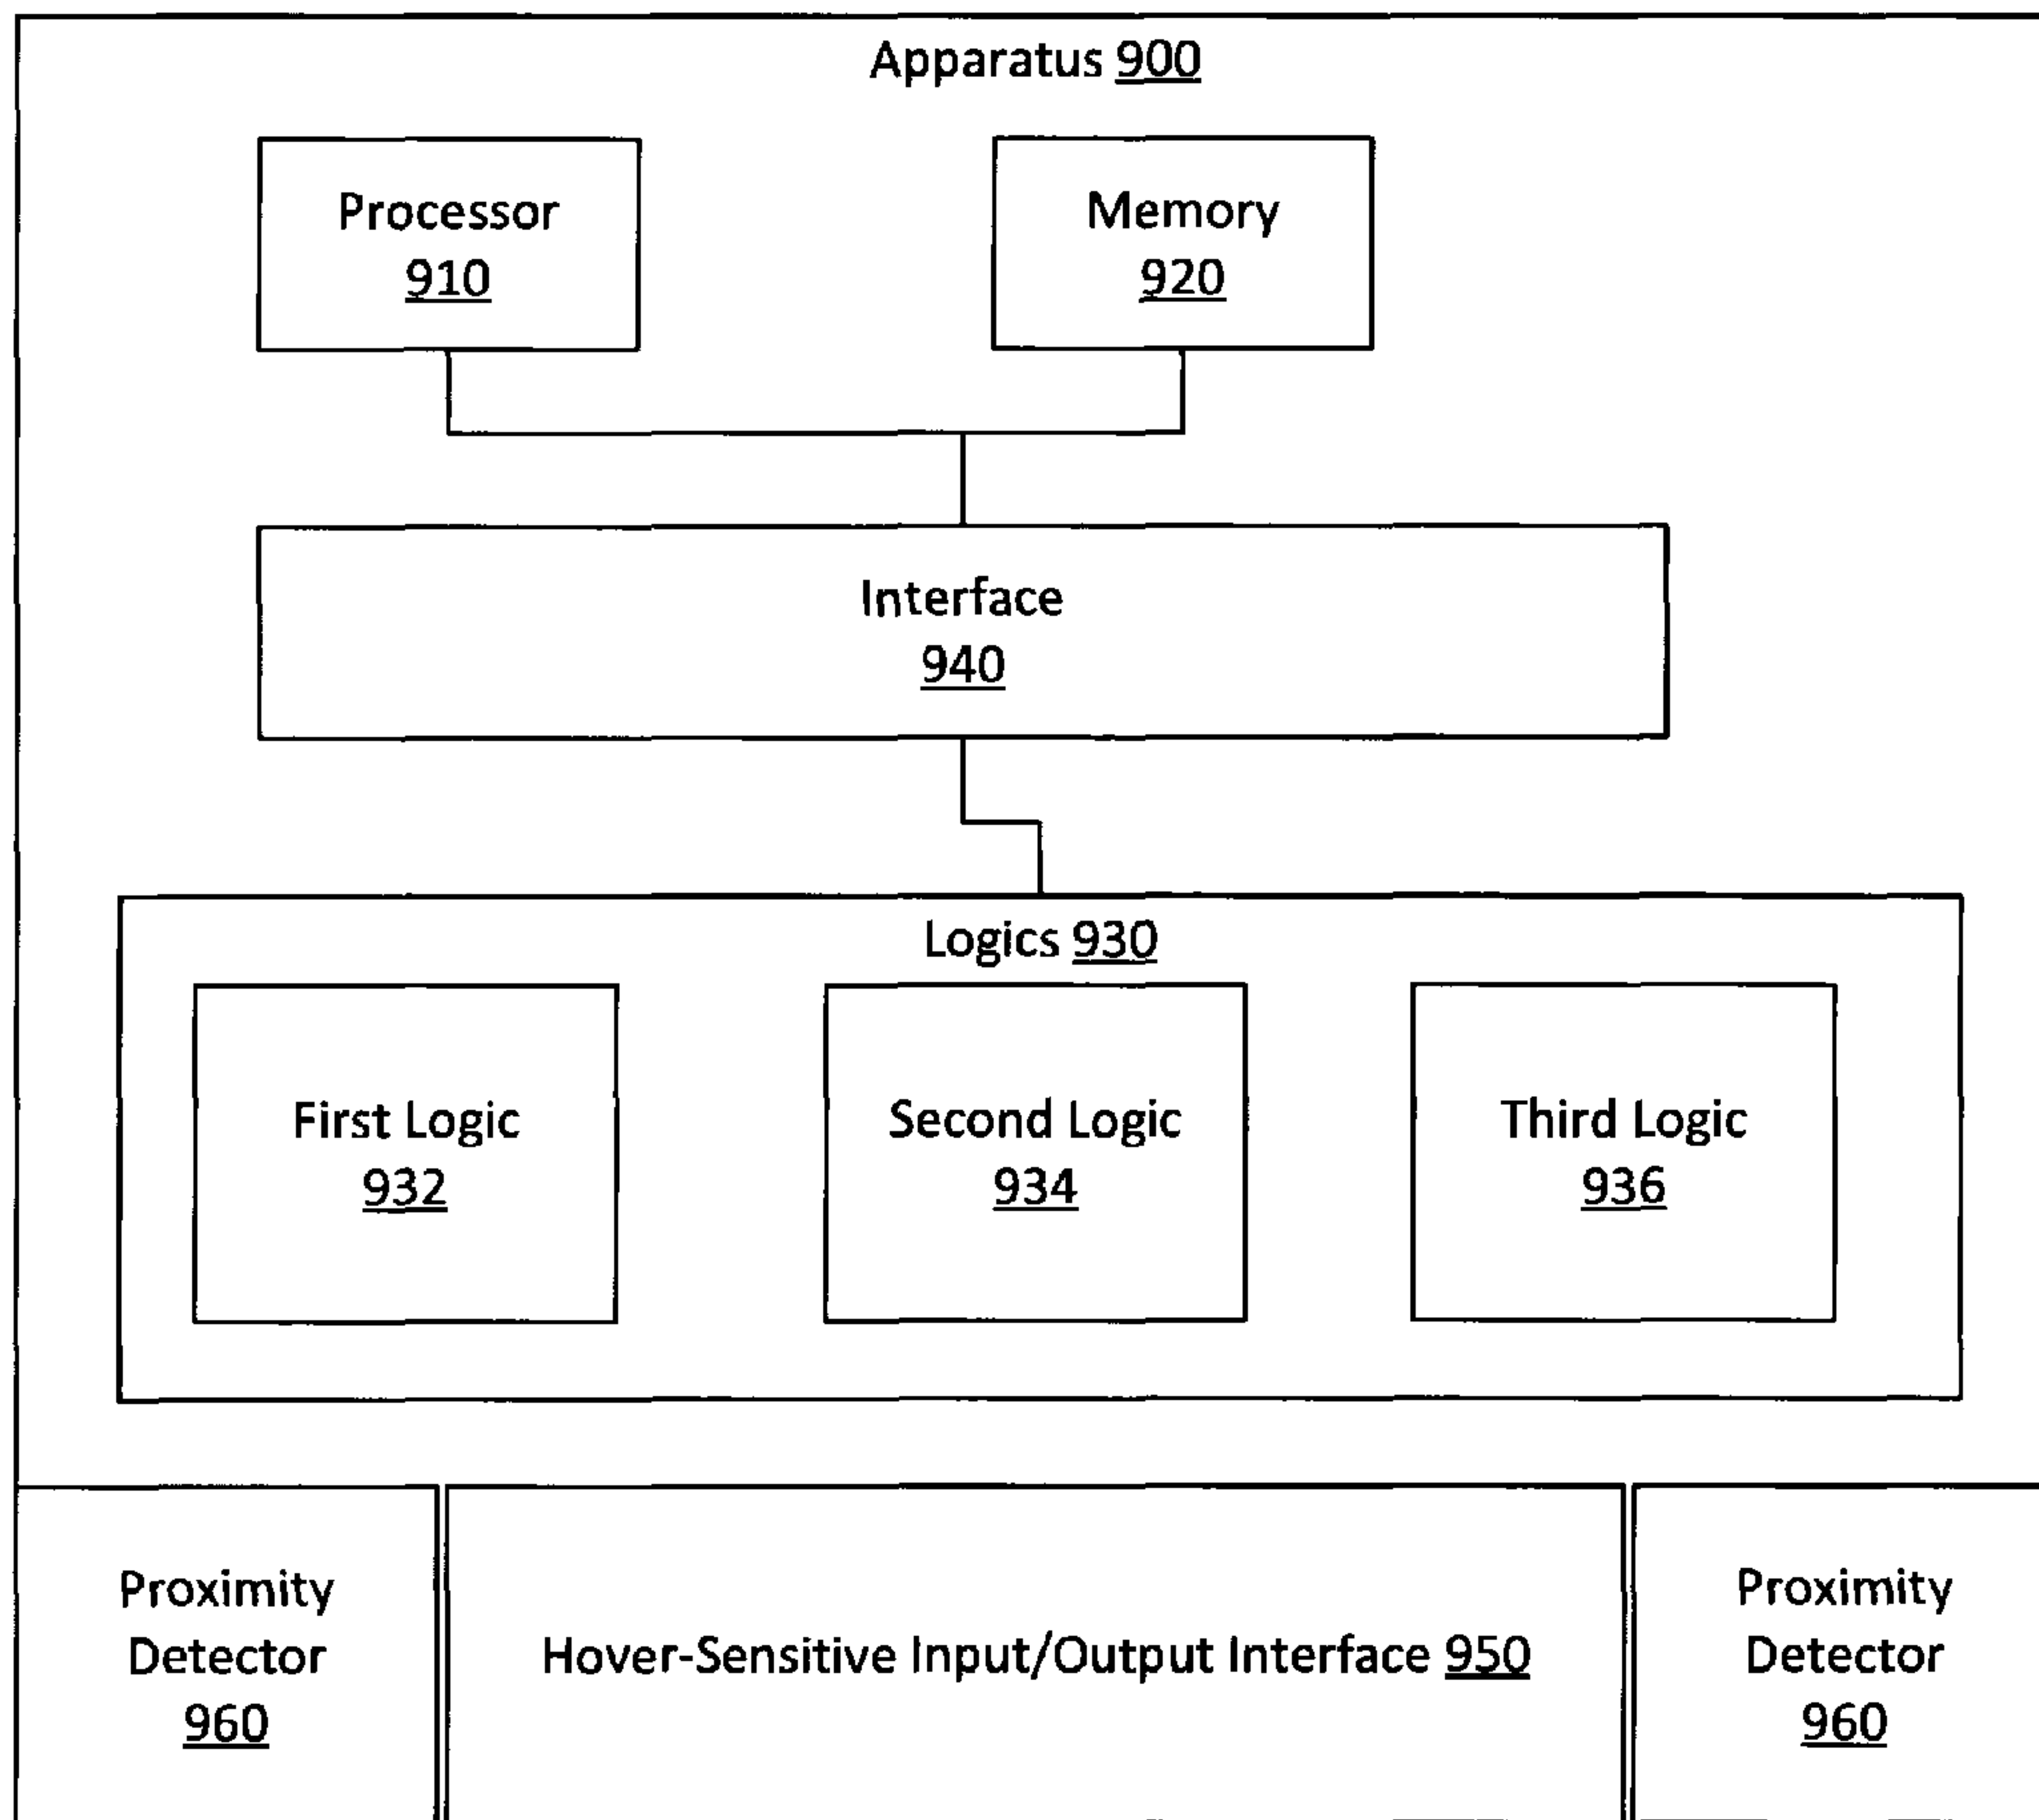 Apparatus 900
Processor
910
Memory
920
Interface
940
Logics 930
First Logic
932
Second Logic
934
Third Logic
936
Proximity
Detector
960
Hover-Sensitive Input/Output Interface 950
Proximity
Detector
960